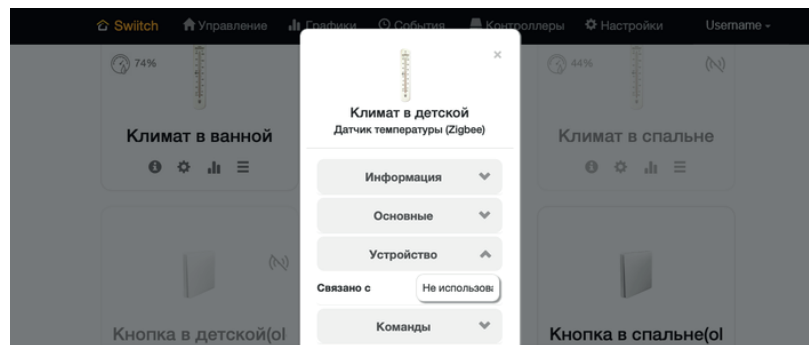 Swiitch Управление Графики События Контроллеры Настройки Username
74%
44%
×
Климат в детской
Датчик температуры (Zigbee)
Климат в ванной
Климат в спальне
Информация
Основные
Устройство
Связано с Не использова
Команды
Кнопка в детской(ol
Кнопка в спальне(ol